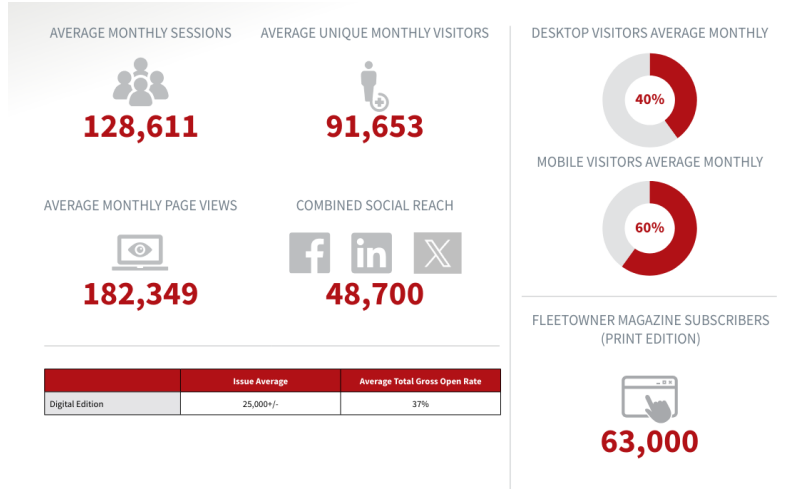 AVERAGE MONTHLY SESSIONS
128,611
AVERAGE UNIQUE MONTHLY VISITORS
91,653
AVERAGE MONTHLY PAGE VIEWS
182,349
COMBINED SOCIAL REACH
f in X
48,700
Issue Average Average Total Gross Open Rate
Digital Edition 25,000+/- 37%
DESKTOP VISITORS AVERAGE MONTHLY
40%
MOBILE VISITORS AVERAGE MONTHLY
60%
FLEETOWNER MAGAZINE SUBSCRIBERS
(PRINT EDITION)
63,000